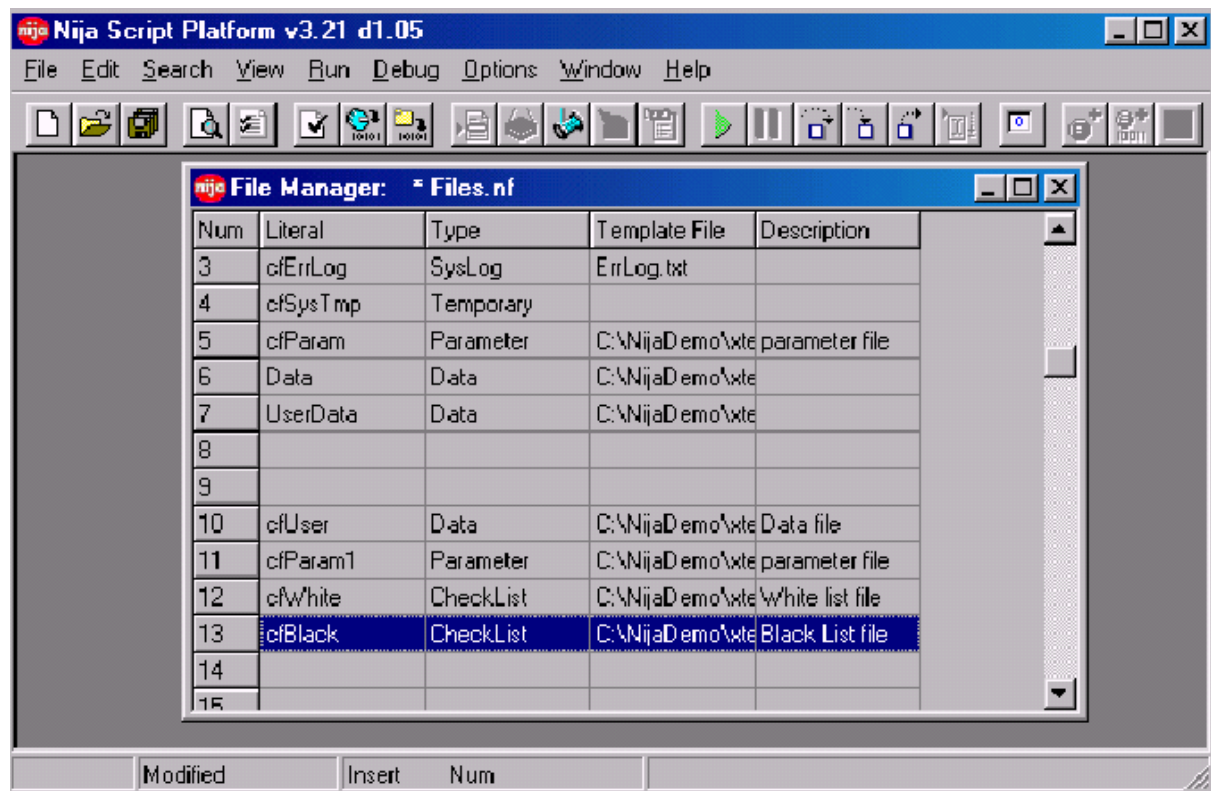 nija Nija Script Platform v3.21 d1.05
File Edit Search View Run Debug Options Window Help
nija File Manager: * Files.nf
Num Literal Type Template File Description
3 cfErrLog SysLog ErrLog.txt
4 cfSysTmp Temporary
5 cfParam Parameter C:\NijaDemo\xte parameter file
6 Data Data C:\NijaDemo\xte
7 UserData Data C:\NijaDemo\xte
8
9
10 cfUser Data C:\NijaDemo\xte Data file
11 cfParam1 Parameter C:\NijaDemo\xte parameter file
12 cfWhite CheckList C:\NijaDemo\xte White list file
13 cfBlack CheckList C:\NijaDemo\xte Black List file
14
15
Modified Insert Num